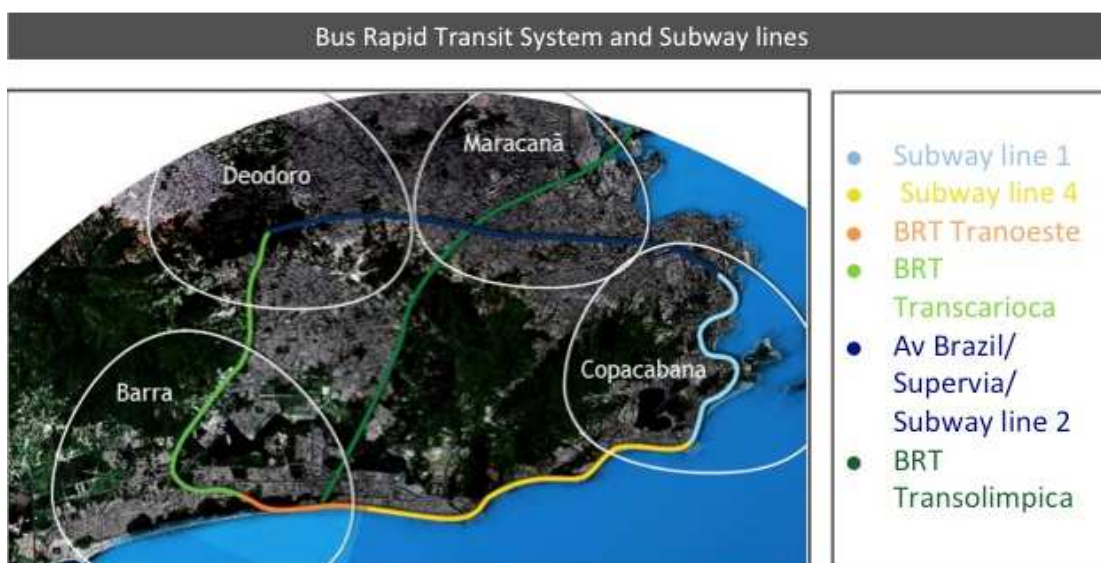 Bus Rapid Transit System and Subway lines
Maracanã
Deodoro
Copacabana
Barra
Subway line 1
Subway line 4
BRT Tranoeste
BRT
Transcarioca
Av Brazil/
Supervia/
Subway line 2
BRT
Transolimpica